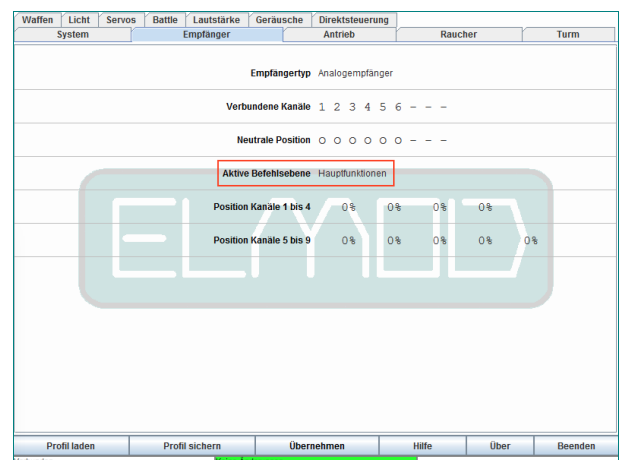 Waffen Licht Servos Battle Lautstärke Geräusche Direktsteuerung
System Empfänger Antrieb Raucher Turm
Empfängertyp Analogempfänger
Verbundene Kanäle 1 2 3 4 5 6 - - -
Neutrale Position O O O O O O - - -
Aktive Befehlsebene Hauptfunktionen
Position Kanäle 1 bis 4 0% 0% 0% 0%
Position Kanäle 5 bis 9 0% 0% 0% 0% 0%
ELMOD
Profil laden Profil sichern Übernehmen Hilfe Über Beenden